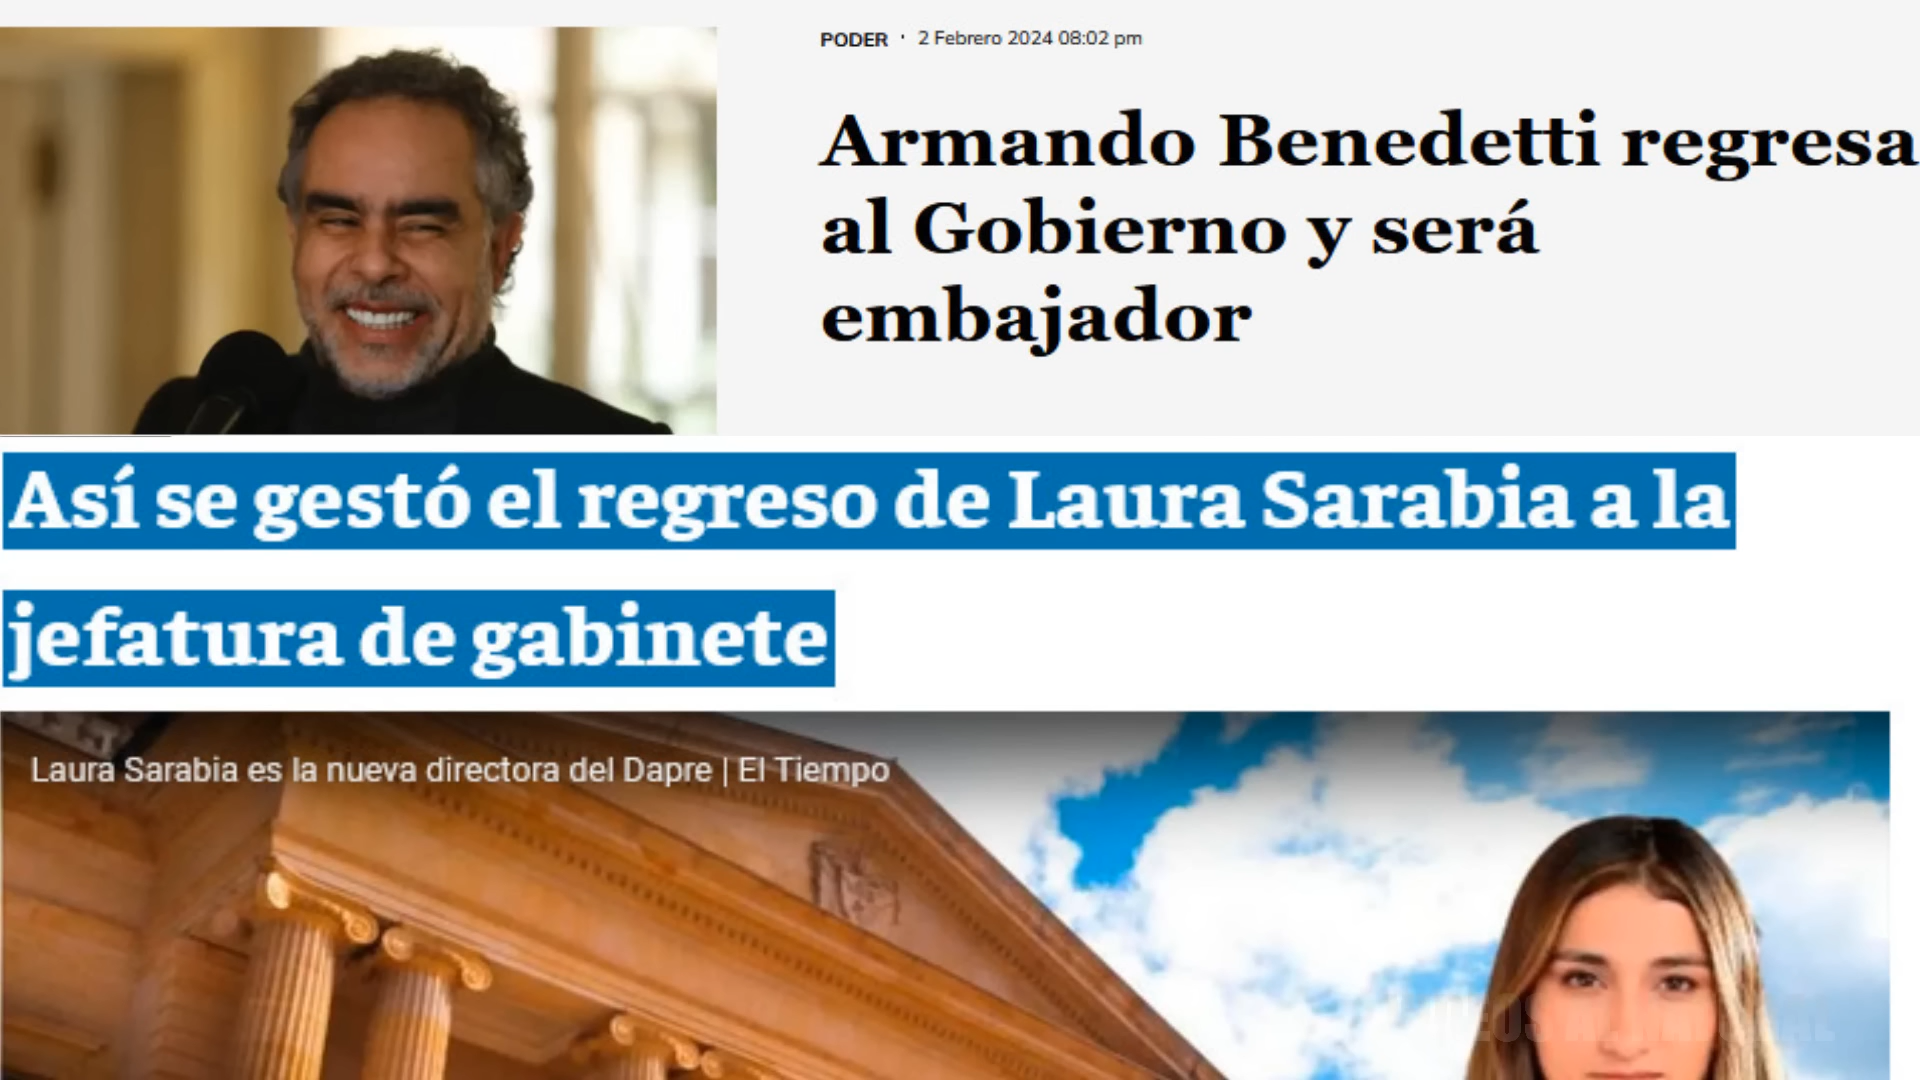 PODER · 2 Febrero 2024 08:02 pm
Armando Benedetti regresa
al Gobierno y será
embajador
Así se gestó el regreso de Laura Sarabia a la
jefatura de gabinete
Laura Sarabia es la nueva directora del Dapre | El Tiempo